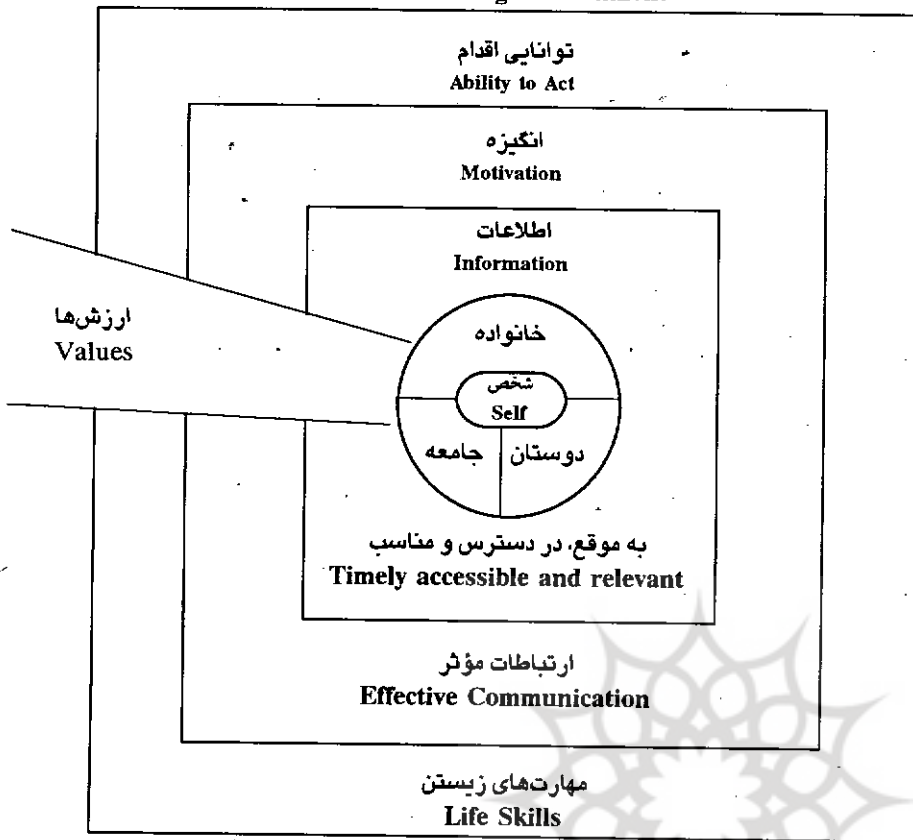 توانایی اقدام
Ability to Act
انگیزه
Motivation
اطلاعات
Information
ارزش‌ها
Values
خانواده
شخص
Self
جامعه
دوستان
به موقع، در دسترس و مناسب
Timely accessible and relevant
ارتباطات مؤثر
Effective Communication
مهارت‌های زیستن
Life Skills